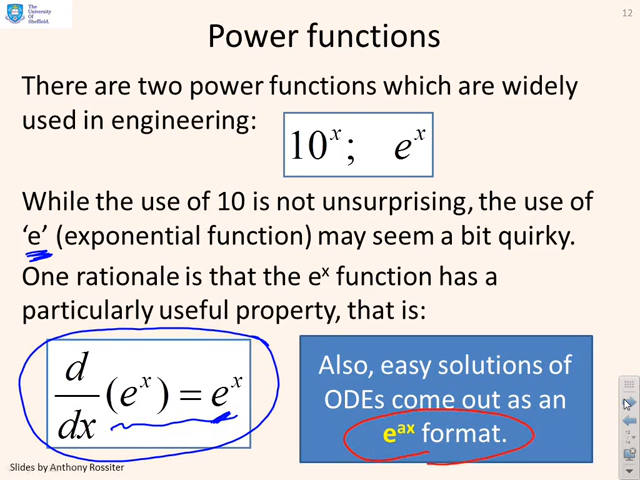 The
University
Of
Sheffield.
12
Power functions
There are two power functions which are widely
used in engineering:
10^x ; e^x
While the use of 10 is not unsurprising, the use of
‘e’ (exponential function) may seem a bit quirky.
One rationale is that the e^x function has a
particularly useful property, that is:
d/dx (e^x) = e^x
Also, easy solutions of
ODEs come out as an
e^ax format.
Slides by Anthony Rossiter